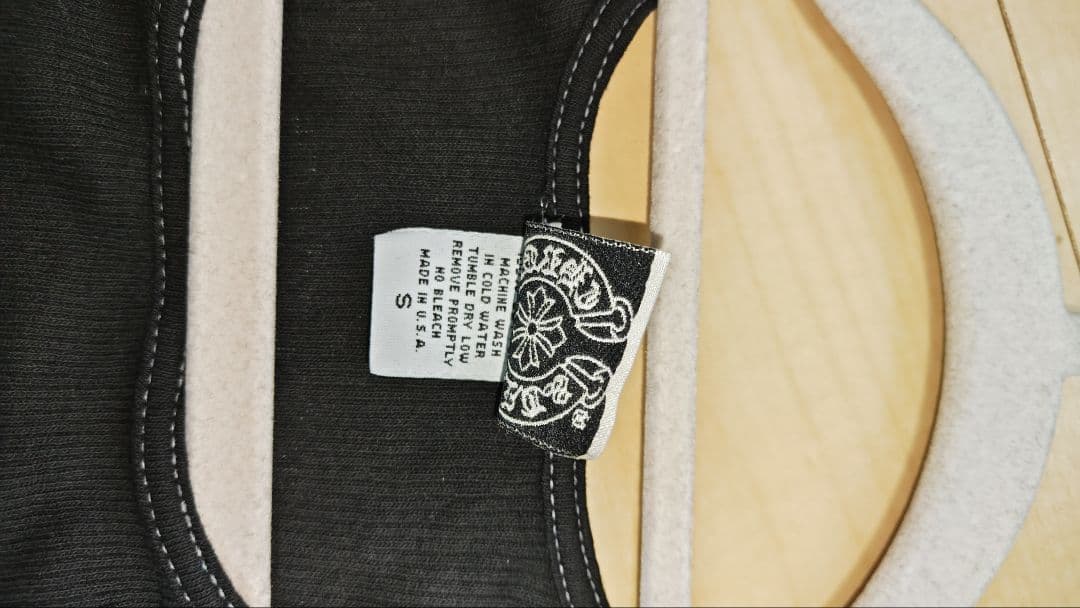 MACHINE WASH
IN COLD WATER
TUMBLE DRY LOW
REMOVE PROMPTLY
NO BLEACH
MADE IN U.S.A.
S